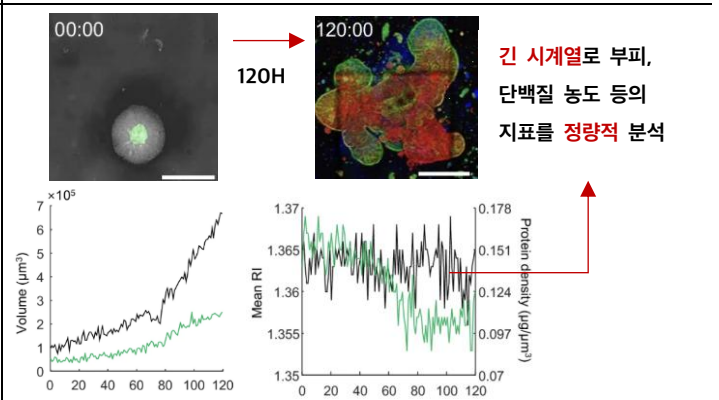 00:00
120H
120:00
긴 시계열로 부피,
단백질 농도 등의
지표를 정량적 분석
×10⁵
7
6
5
4
3
2
1
0
Volume (μm³)
0 20 40 60 80 100 120
1.37
1.365
1.36
1.355
1.35
Mean RI
0.178
0.151
0.124
0.097
0.07
Protein density (μg/μm³)
0 20 40 60 80 100 120